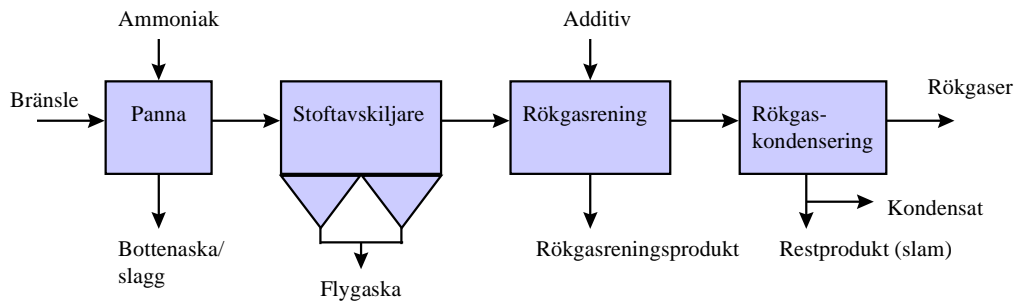 Ammoniak
Additiv
Bränsle
Panna
Stoftavskiljare
Rökgasrening
Rökgas-
kondensering
Rökgaser
Bottenaska/
slagg
Flygaska
Rökgasreningsprodukt
Kondensat
Restprodukt (slam)